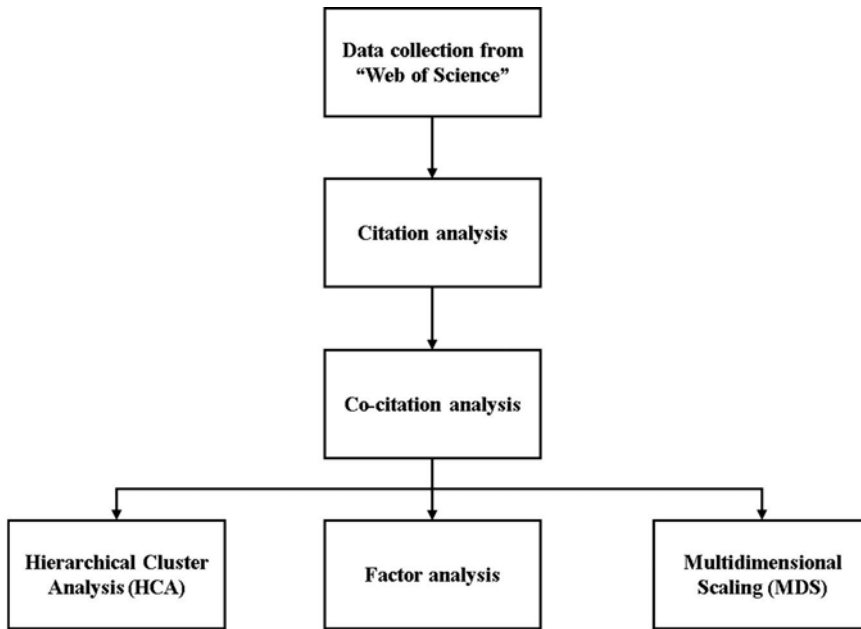 Data collection from
“Web of Science”
Citation analysis
Co-citation analysis
Hierarchical Cluster
Analysis (HCA)
Factor analysis
Multidimensional
Scaling (MDS)